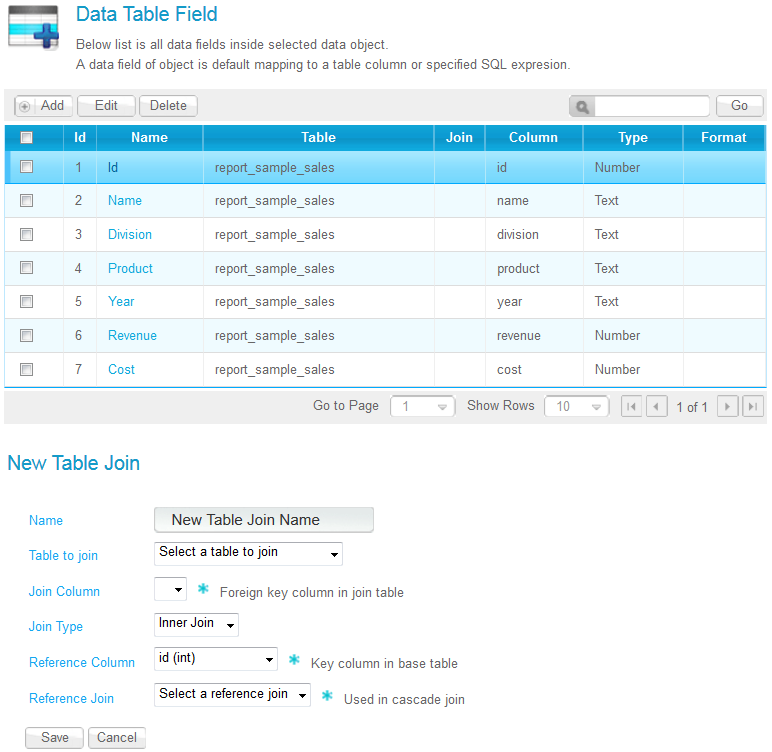 Data Table Field
Below list is all data fields inside selected data object.
A data field of object is default mapping to a table column or specified SQL expresion.
Add Edit Delete Go
Id Name Table Join Column Type Format
1 Id report_sample_sales id Number
2 Name report_sample_sales name Text
3 Division report_sample_sales division Text
4 Product report_sample_sales product Text
5 Year report_sample_sales year Text
6 Revenue report_sample_sales revenue Number
7 Cost report_sample_sales cost Number
Go to Page 1 Show Rows 10 1 of 1
New Table Join
Name New Table Join Name
Table to join Select a table to join
Join Column * Foreign key column in join table
Join Type Inner Join
Reference Column id (int) * Key column in base table
Reference Join Select a reference join * Used in cascade join
Save Cancel